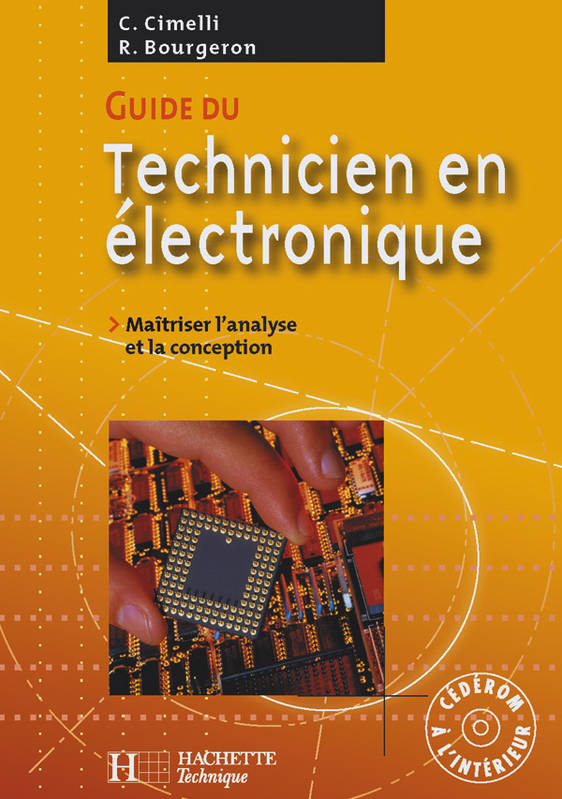 C. Cimelli
R. Bourgeron
GUIDE DU
Technicien en
électronique
> Maîtriser l'analyse
et la conception
CÉDÉROM
À L'INTÉRIEUR
H
HACHETTE
Technique